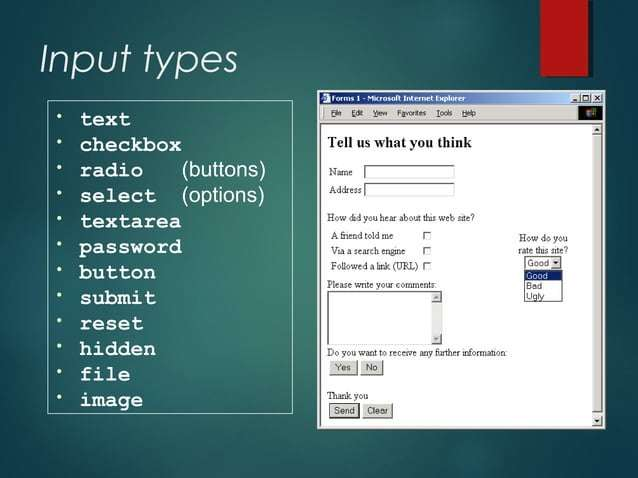 Input types
• text
• checkbox
• radio (buttons)
• select (options)
• textarea
• password
• button
• submit
• reset
• hidden
• file
• image
Forms 1 - Microsoft Internet Explorer
File Edit View Favorites Tools Help
Tell us what you think
Name
Address
How did you hear about this web site?
A friend told me
Via a search engine
Followed a link (URL)
How do you
rate this site?
Good
Good
Bad
Ugly
Please write your comments:
Do you want to receive any further information:
Yes No
Thank you
Send Clear